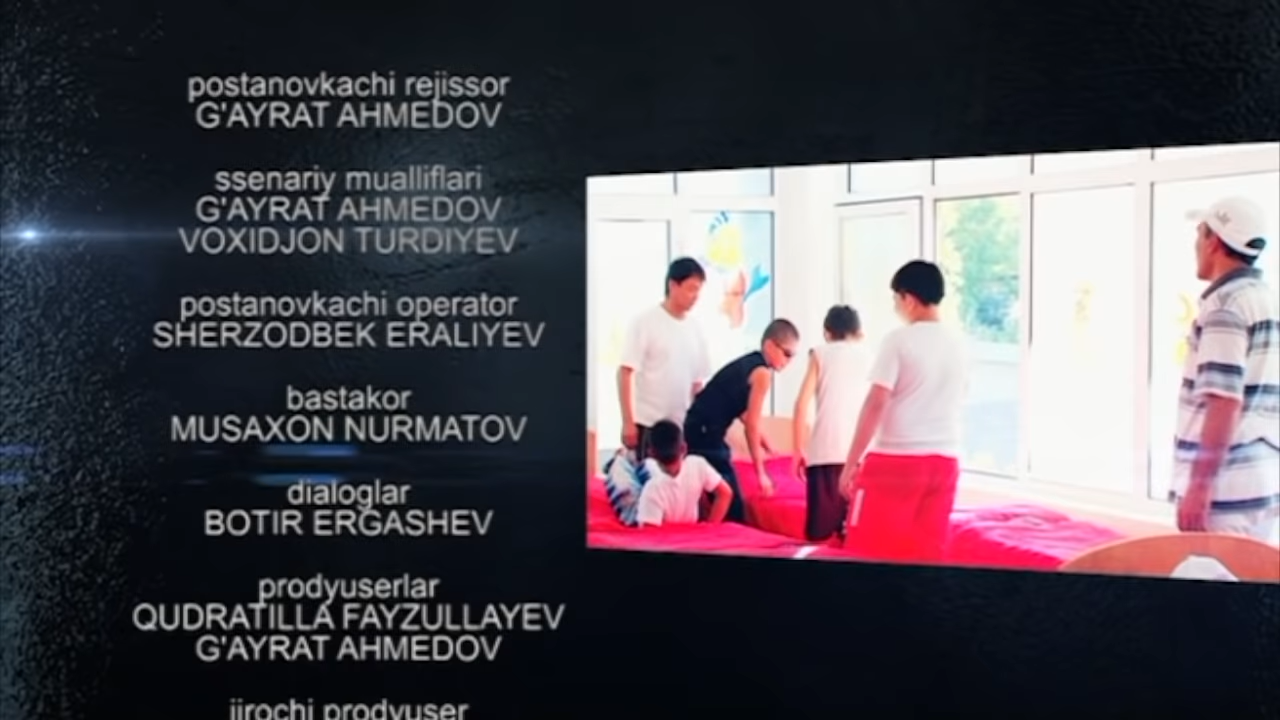 postanovkachi rejissor
G'AYRAT AHMEDOV
ssenariy mualliflari
G'AYRAT AHMEDOV
VOXIDJON TURDIYEV
postanovkachi operator
SHERZODBEK ERALIYEV
bastakor
MUSAXON NURMATOV
dialoglar
BOTIR ERGASHEV
prodyuserlar
QUDRATILLA FAYZULLAYEV
G'AYRAT AHMEDOV
ijrochi prodyuser